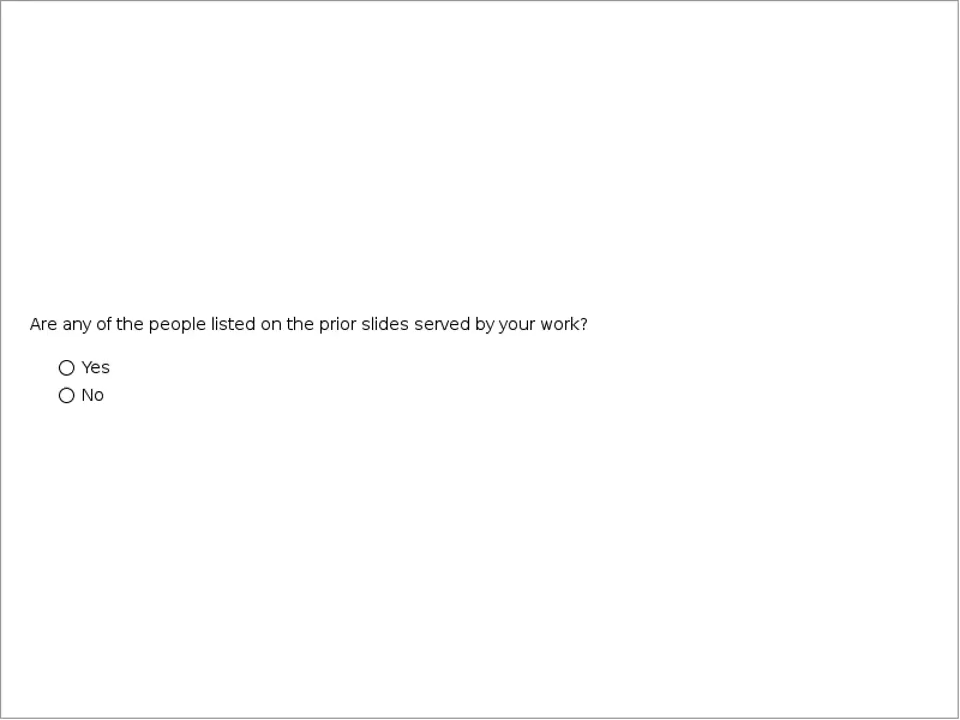 Are any of the people listed on the prior slides served by your work?
Yes
No